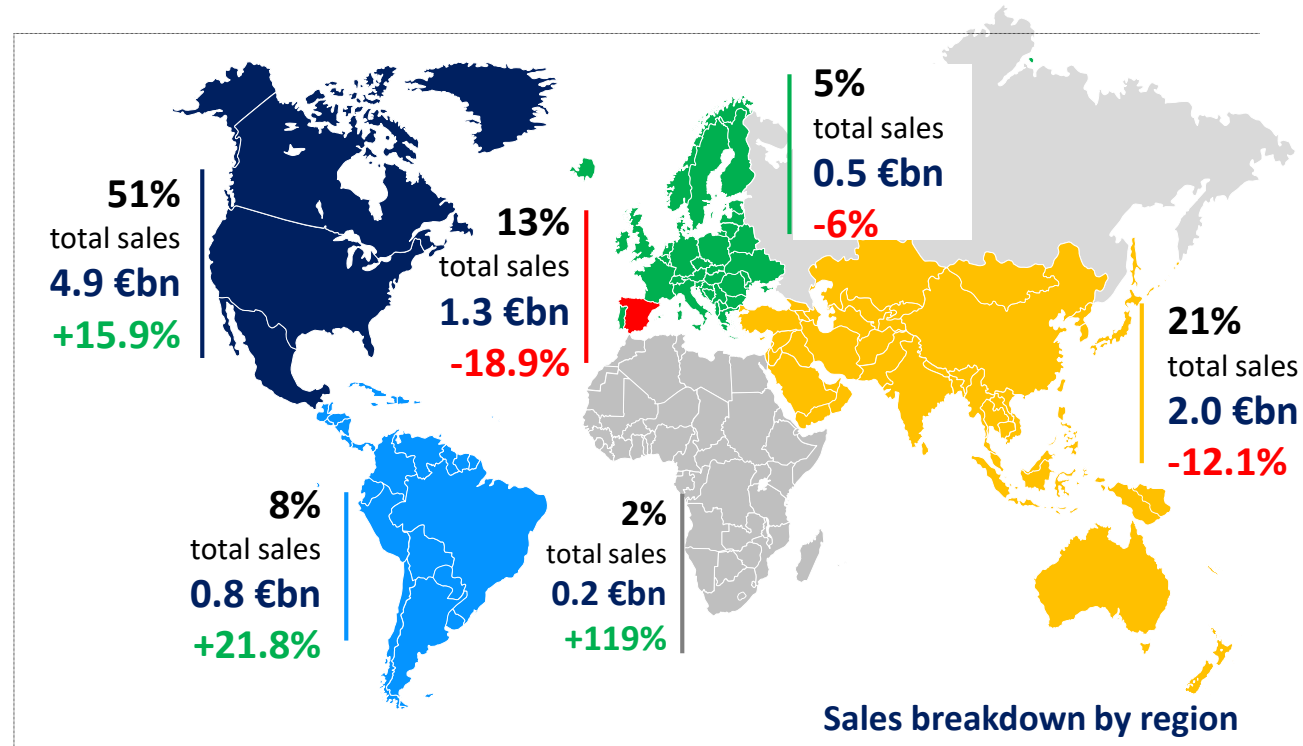 5%
total sales
0.5 €bn
-6%
51%
total sales
4.9 €bn
+15.9%
13%
total sales
1.3 €bn
-18.9%
21%
total sales
2.0 €bn
-12.1%
8%
total sales
0.8 €bn
+21.8%
2%
total sales
0.2 €bn
+119%
Sales breakdown by region